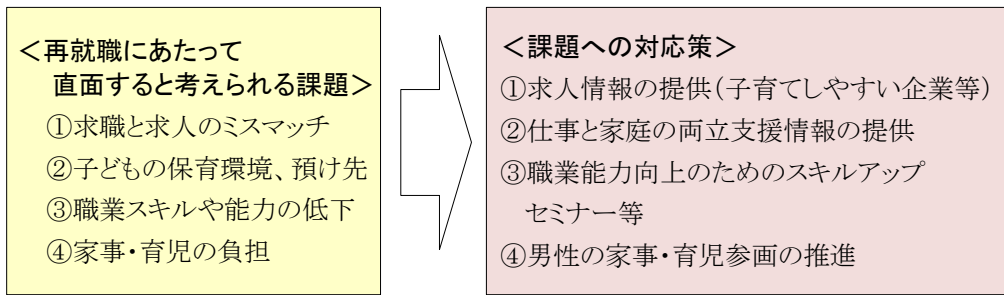 ＜再就職にあたって
直面すると考えられる課題＞
①求職と求人のミスマッチ
②子どもの保育環境、預け先
③職業スキルや能力の低下
④家事・育児の負担
＜課題への対応策＞
①求人情報の提供(子育てしやすい企業等)
②仕事と家庭の両立支援情報の提供
③職業能力向上のためのスキルアップ
セミナー等
④男性の家事・育児参画の推進